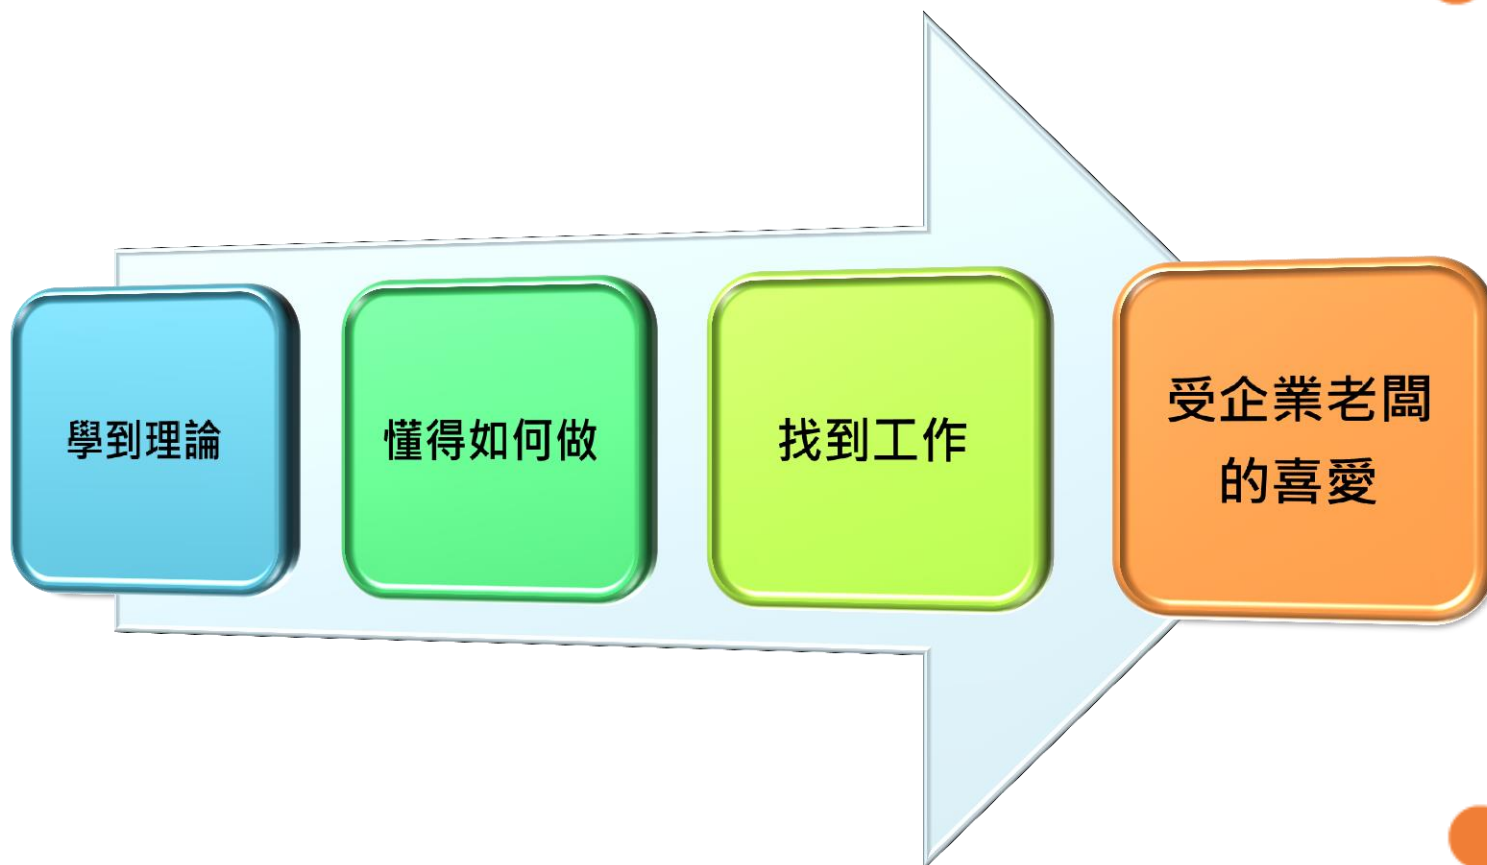 學到理論
懂得如何做
找到工作
受企業老闆
的喜愛